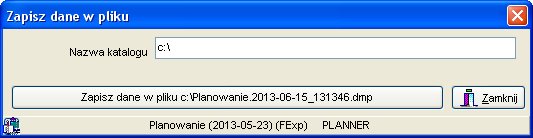 Zapisz dane w pliku
Nazwa katalogu c:\
Zapisz dane w pliku c:\Planowanie.2013-06-15_131346.dmp Zamknij
Planowanie (2013-05-23) (FExp) PLANNER